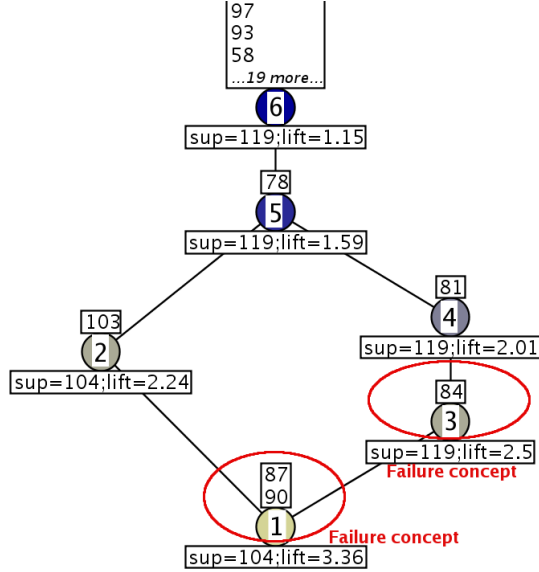 97
93
58
...19 more...
6
sup=119;lift=1.15
78
5
sup=119;lift=1.59
81
4
sup=119;lift=2.01
103
2
sup=104;lift=2.24
84
3
sup=119;lift=2.5
Failure concept
87
90
1
Failure concept
sup=104;lift=3.36